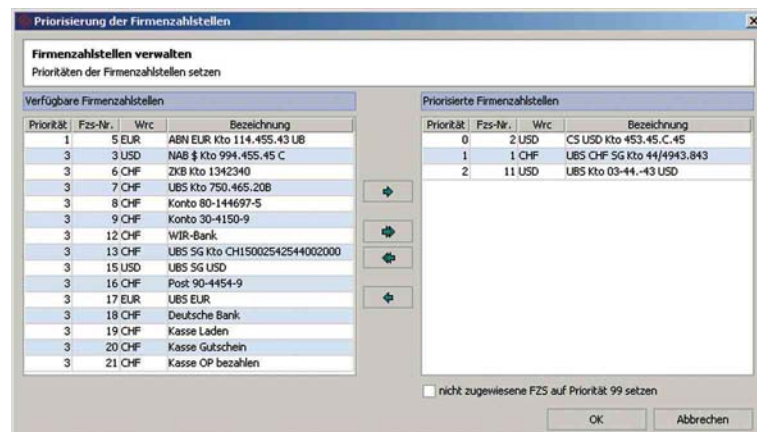 Priorisierung der Firmenzahlstellen
Firmenzahlstellen verwalten
Prioritäten der Firmenzahlstellen setzen
Verfügbare Firmenzahlstellen
Priorität Fzs-Nr. Wrc Bezeichnung
1 5 EUR ABN EUR Kto 114.455.43 UB
3 3 USD NAB $ Kto 994.455.45 C
3 6 CHF ZKB Kto 1342340
3 7 CHF UBS Kto 750.465.20B
3 8 CHF Konto 80-144697-5
3 9 CHF Konto 30-4150-9
3 12 CHF WIR-Bank
3 13 CHF UBS SG Kto CH15002542544002000
3 15 USD UBS SG USD
3 16 CHF Post 90-4454-9
3 17 EUR UBS EUR
3 18 CHF Deutsche Bank
3 19 CHF Kasse Laden
3 20 CHF Kasse Gutschein
3 21 CHF Kasse OP bezahlen
Priorisierte Firmenzahlstellen
Priorität Fzs-Nr. Wrc Bezeichnung
0 2 USD CS USD Kto 453.45.C.45
1 1 CHF UBS CHF SG Kto 44/4943.843
2 11 USD UBS Kto 03-44.-43 USD
nicht zugewiesene FZS auf Priorität 99 setzen
OK Abbrechen